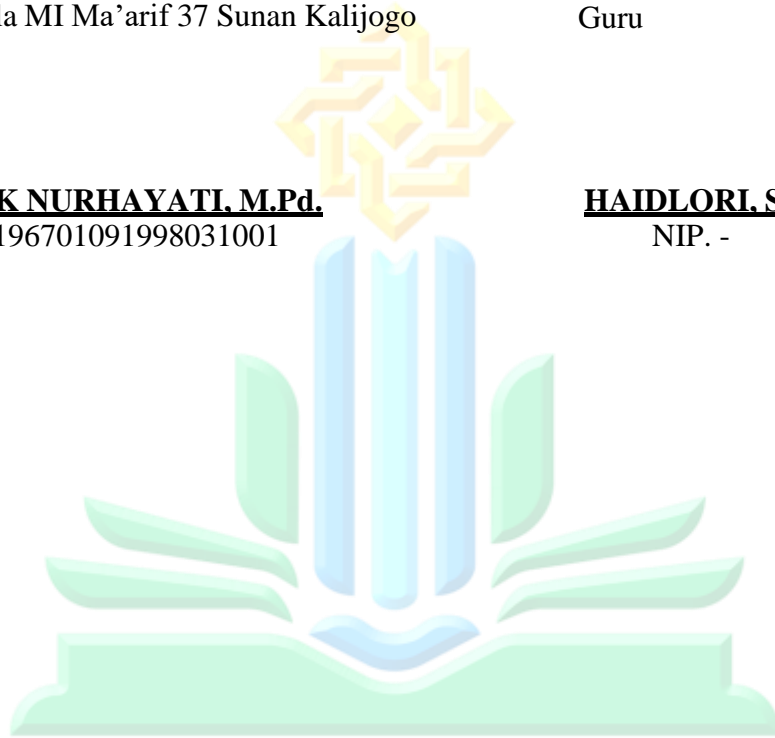 la MI Ma’arif 37 Sunan Kalijogo Guru
K NURHAYATI, M.Pd. HAIDLORI, S
196701091998031001 NIP. -